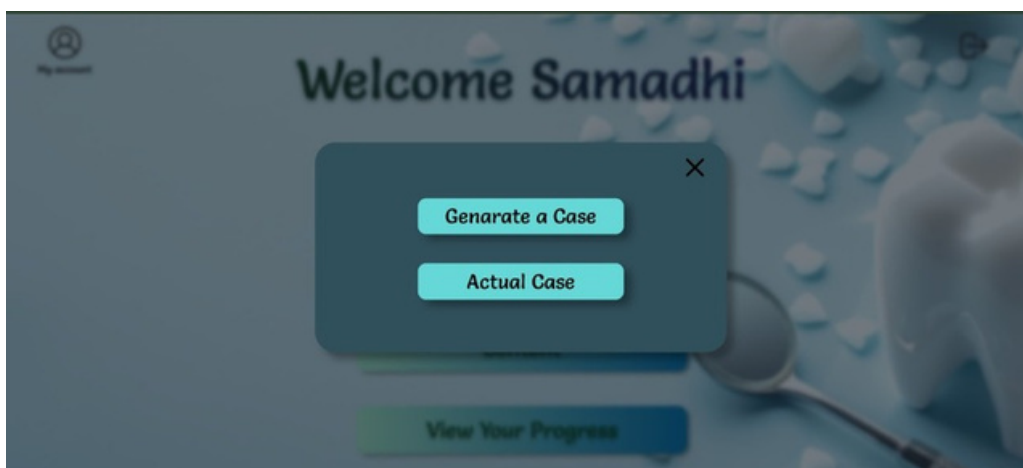 My account
Welcome Samadhi
Genarate a Case
Actual Case
View Your Progress